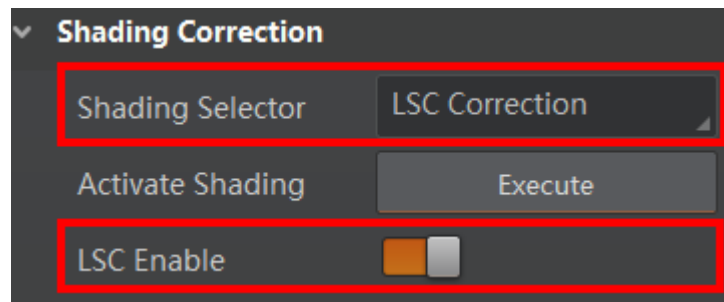 Shading Correction
Shading Selector LSC Correction
Activate Shading Execute
LSC Enable